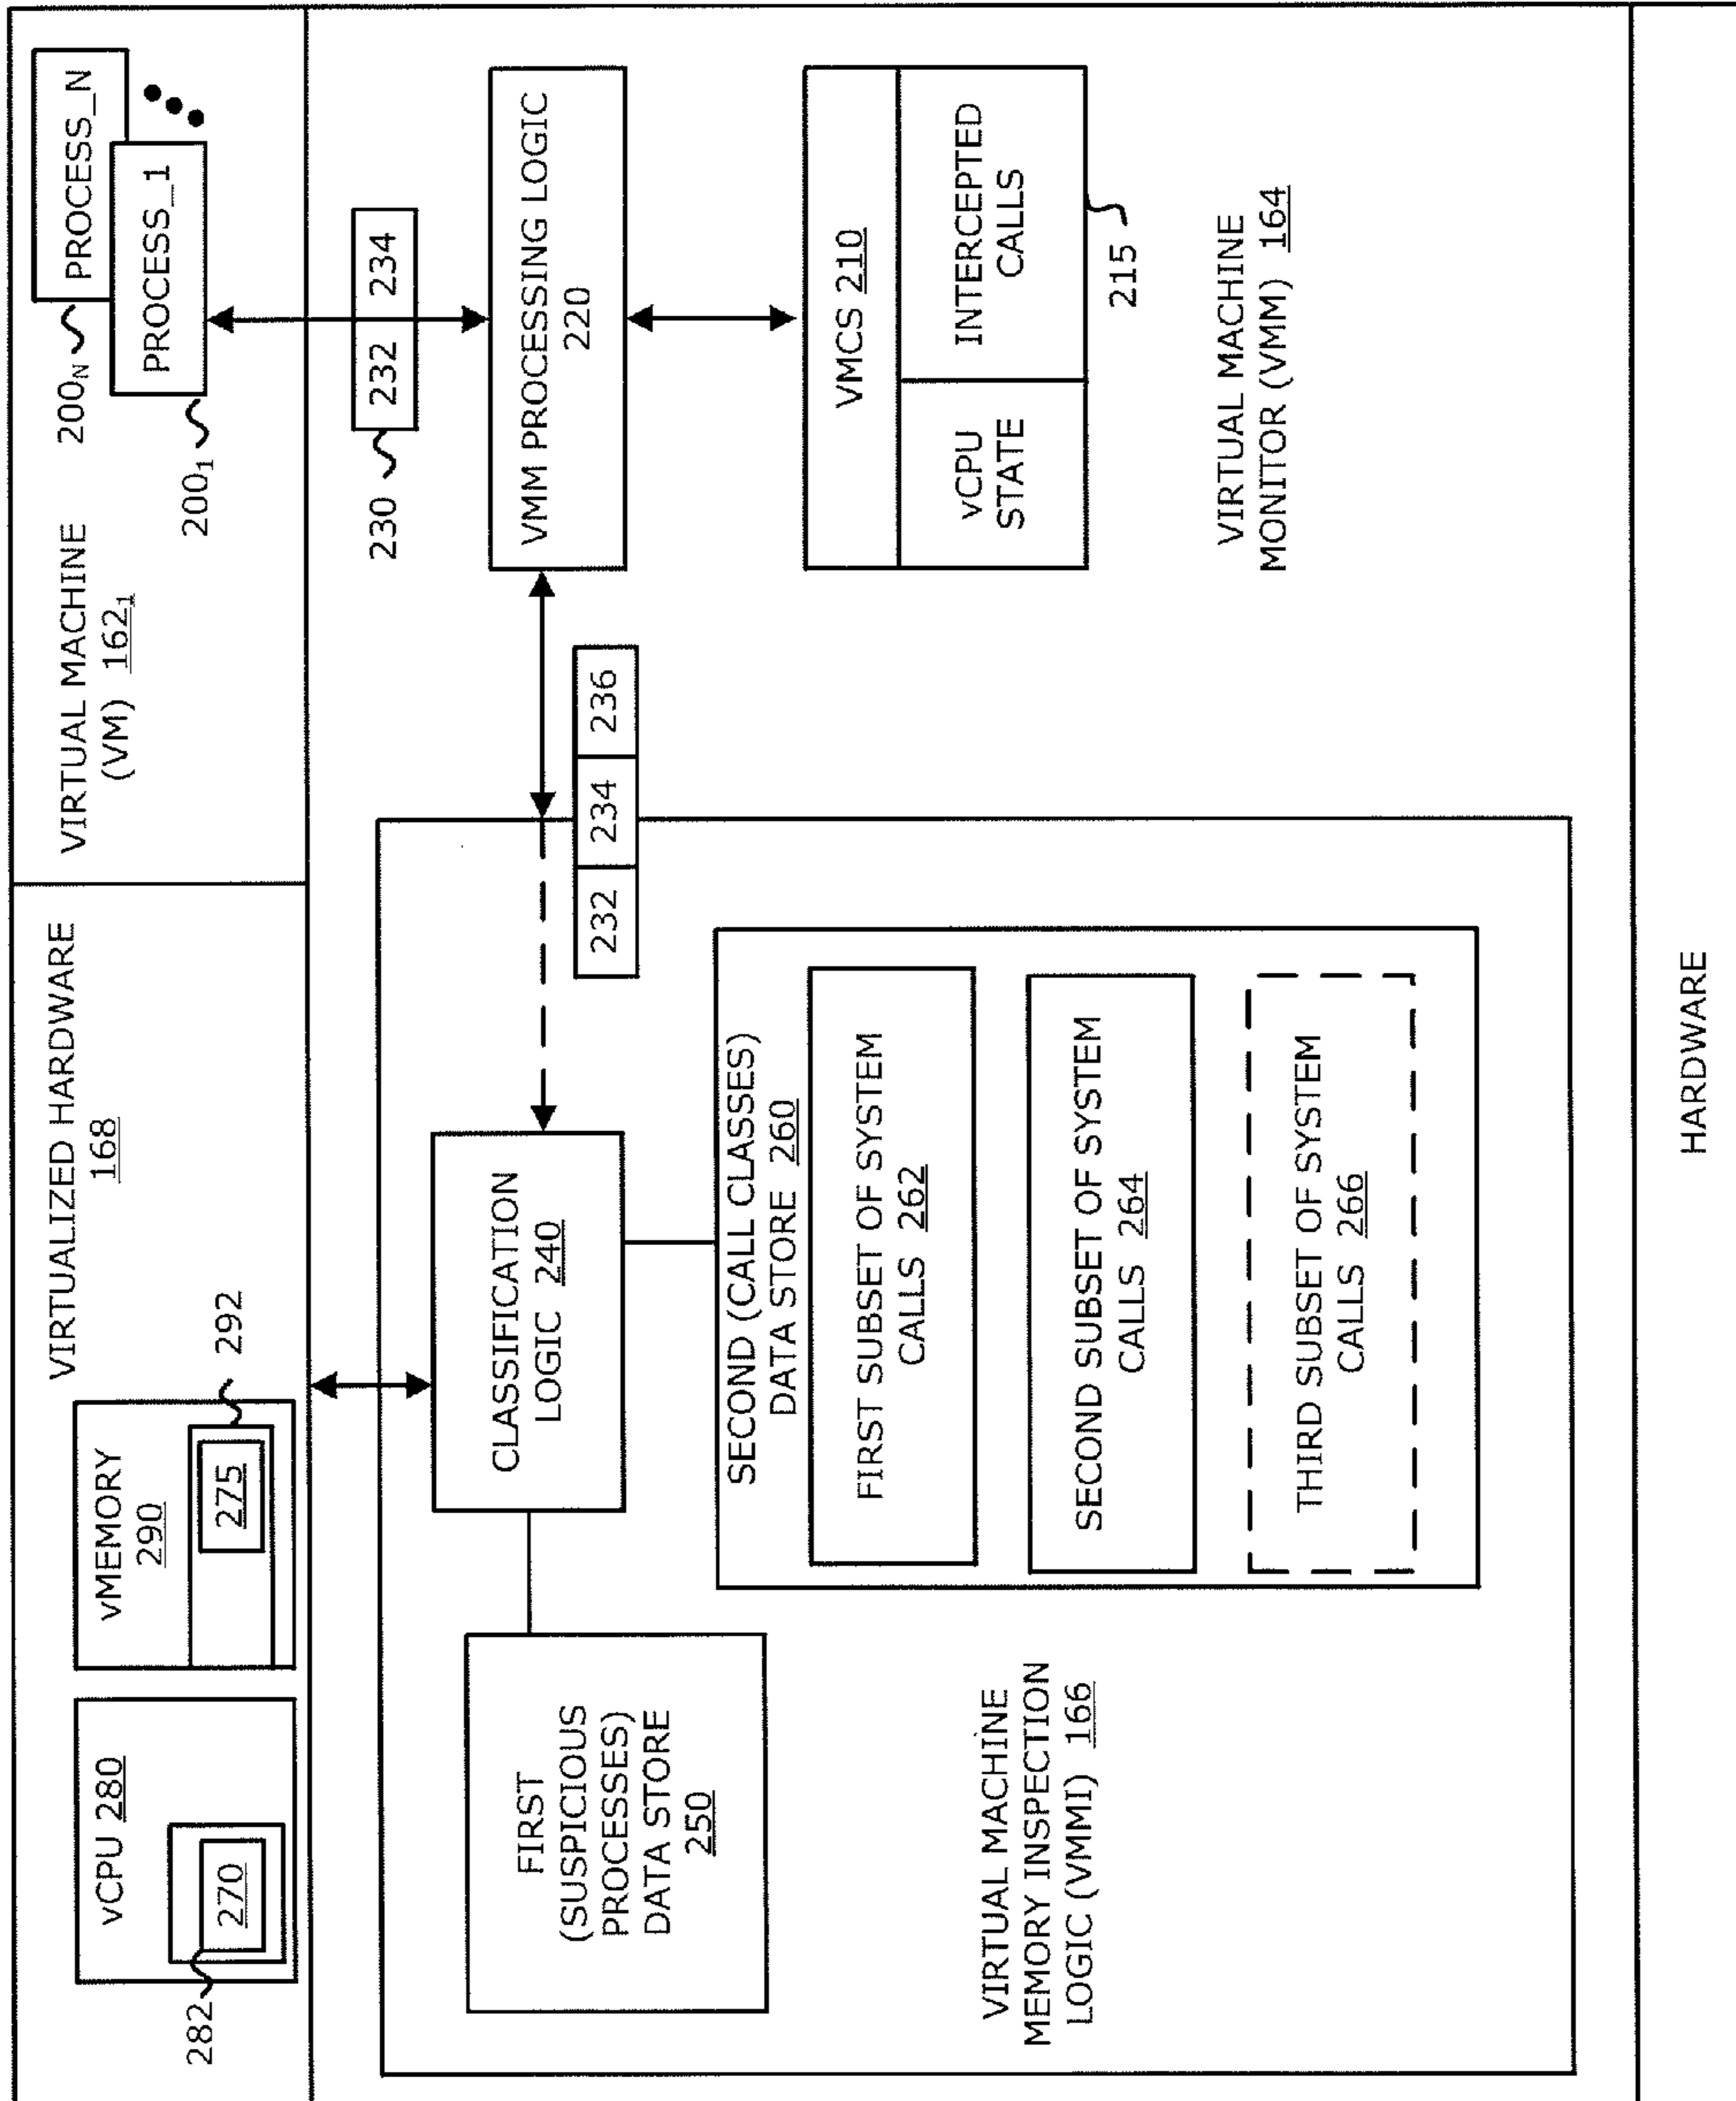 VIRTUALIZED HARDWARE
168
vCPU 280
270
282
vMEMORY
290
275
292
VIRTUAL MACHINE
(VM) 162₁
200N
PROCESS_N
200₁
PROCESS_1
230
232 234
CLASSIFICATION
LOGIC 240
232 234 236
VMM PROCESSING LOGIC
220
FIRST
(SUSPICIOUS
PROCESSES)
DATA STORE
250
SECOND (CALL CLASSES)
DATA STORE 260
FIRST SUBSET OF SYSTEM
CALLS 262
SECOND SUBSET OF SYSTEM
CALLS 264
THIRD SUBSET OF SYSTEM
CALLS 266
VMCS 210
vCPU
STATE
INTERCEPTED
CALLS
215
VIRTUAL MACHINE
MEMORY INSPECTION
LOGIC (VMMI) 166
VIRTUAL MACHINE
MONITOR (VMM) 164
HARDWARE